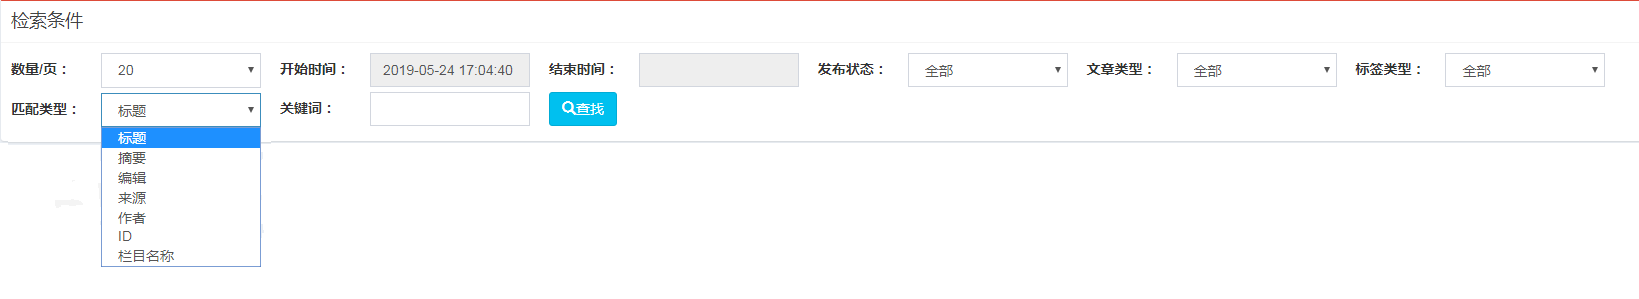 检索条件
数量/页： 20 开始时间： 2019-05-24 17:04:40 结束时间： 发布状态： 全部 文章类型： 全部 标签类型： 全部
匹配类型： 标题 关键词： 查找
标题
摘要
编辑
来源
作者
ID
栏目名称